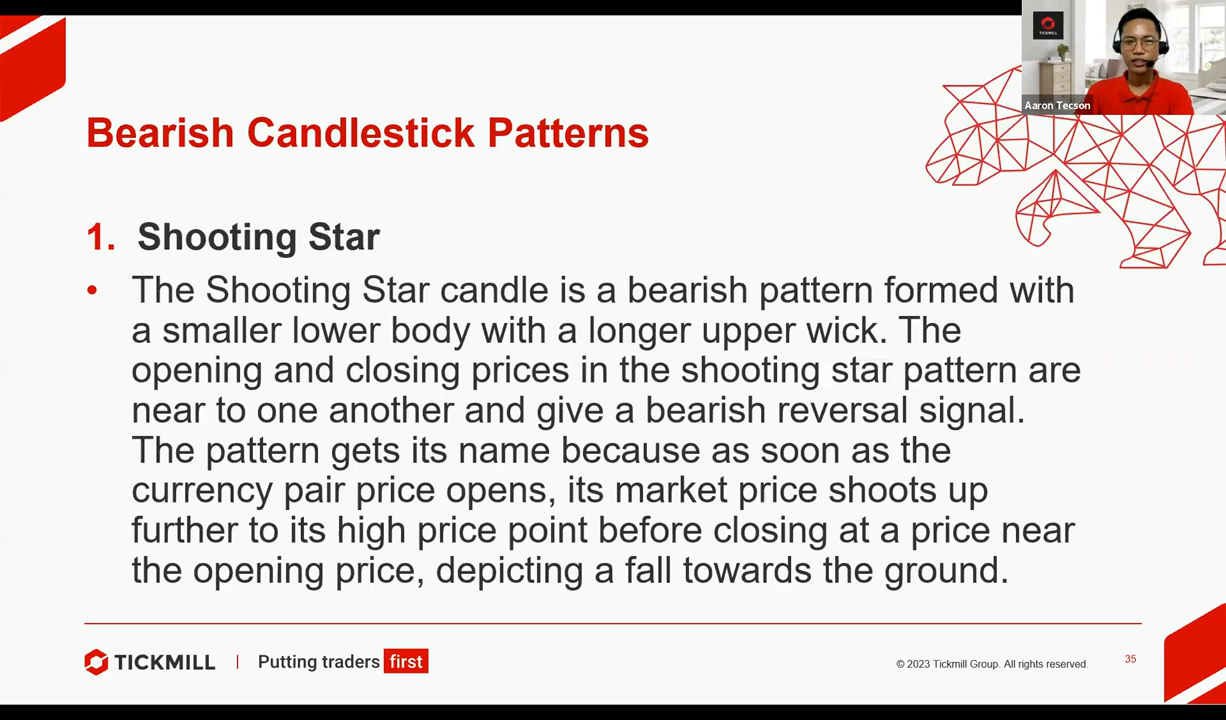 TICKMILL
Aaron Tecson
Bearish Candlestick Patterns
1. Shooting Star
• The Shooting Star candle is a bearish pattern formed with
a smaller lower body with a longer upper wick. The
opening and closing prices in the shooting star pattern are
near to one another and give a bearish reversal signal.
The pattern gets its name because as soon as the
currency pair price opens, its market price shoots up
further to its high price point before closing at a price near
the opening price, depicting a fall towards the ground.
TICKMILL | Putting traders first
© 2023 Tickmill Group. All rights reserved.
35